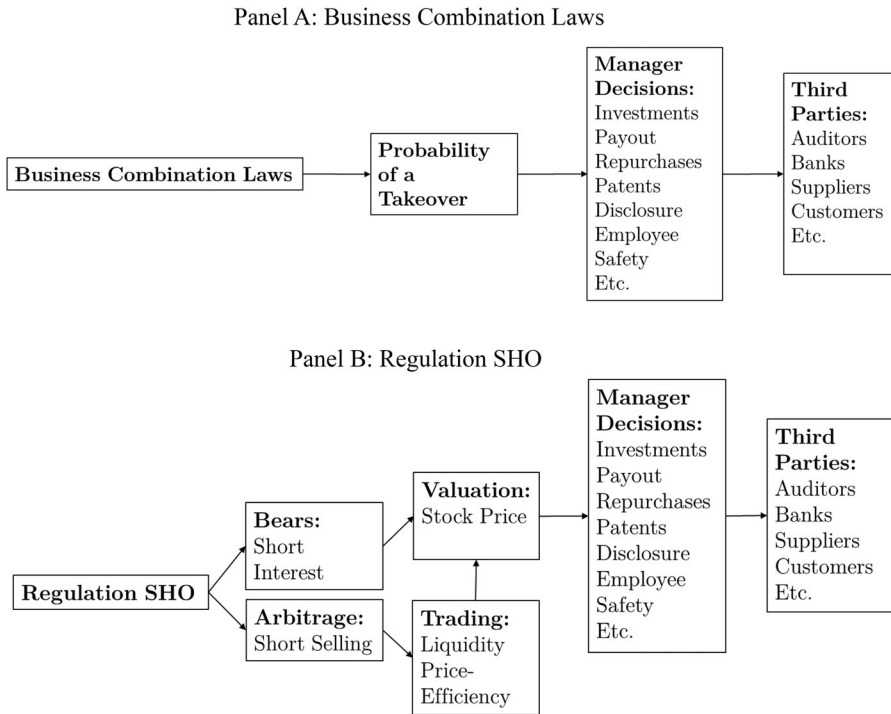 Panel A: Business Combination Laws
Business Combination Laws
Probability
of a
Takeover
Manager
Decisions:
Investments
Payout
Repurchases
Patents
Disclosure
Employee
Safety
Etc.
Third
Parties:
Auditors
Banks
Suppliers
Customers
Etc.
Panel B: Regulation SHO
Regulation SHO
Bears:
Short
Interest
Arbitrage:
Short Selling
Valuation:
Stock Price
Trading:
Liquidity
Price-
Efficiency
Manager
Decisions:
Investments
Payout
Repurchases
Patents
Disclosure
Employee
Safety
Etc.
Third
Parties:
Auditors
Banks
Suppliers
Customers
Etc.